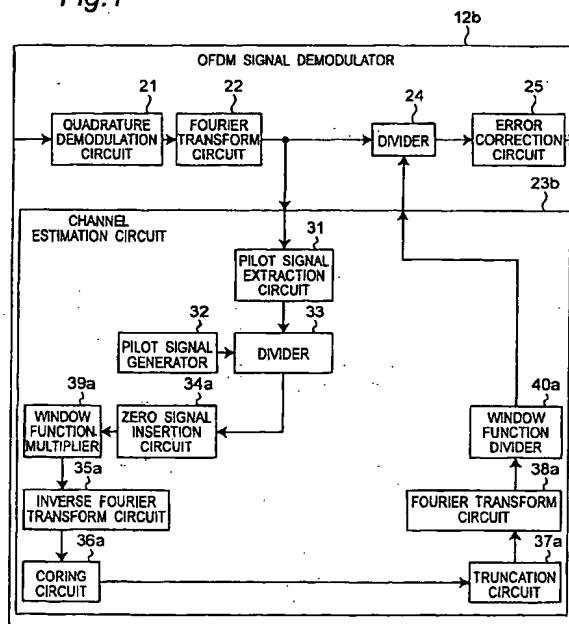 Fig.7
12b
OFDM SIGNAL DEMODULATOR
21
22
24
25
QUADRATURE
DEMODULATION
CIRCUIT
FOURIER
TRANSFORM
CIRCUIT
DIVIDER
ERROR
CORRECTION
CIRCUIT
23b
CHANNEL
ESTIMATION CIRCUIT
31
PILOT SIGNAL
EXTRACTION
CIRCUIT
32
33
PILOT SIGNAL
GENERATOR
DIVIDER
39a
34a
40a
WINDOW
FUNCTION
MULTIPLIER
ZERO SIGNAL
INSERTION
CIRCUIT
WINDOW
FUNCTION
DIVIDER
35a
38a
INVERSE FOURIER
TRANSFORM CIRCUIT
FOURIER TRANSFORM
CIRCUIT
36a
37a
CORING
CIRCUIT
TRUNCATION
CIRCUIT